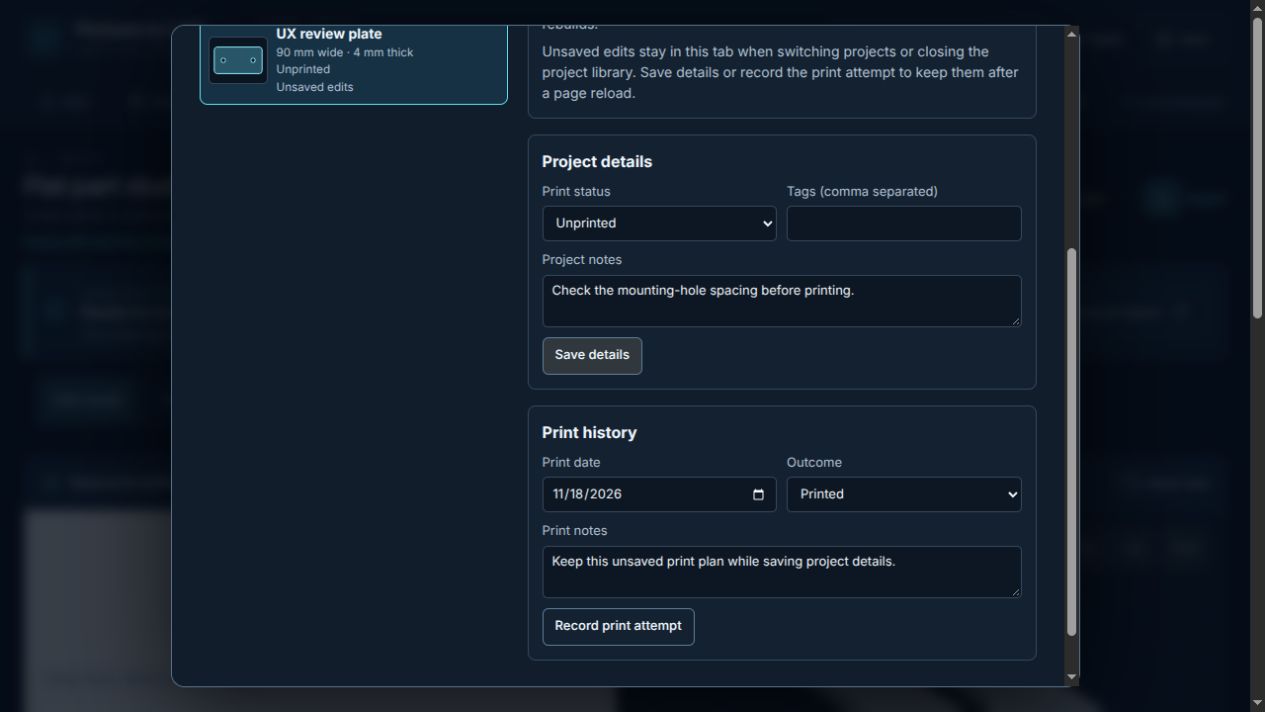 UX review plate
90 mm wide · 4 mm thick
Unprinted
Unsaved edits
rebuilds.
Unsaved edits stay in this tab when switching projects or closing the
project library. Save details or record the print attempt to keep them after
a page reload.
Project details
Print status
Tags (comma separated)
Unprinted
Project notes
Check the mounting-hole spacing before printing.
Save details
Print history
Print date
Outcome
11/18/2026
Printed
Print notes
Keep this unsaved print plan while saving project details.
Record print attempt